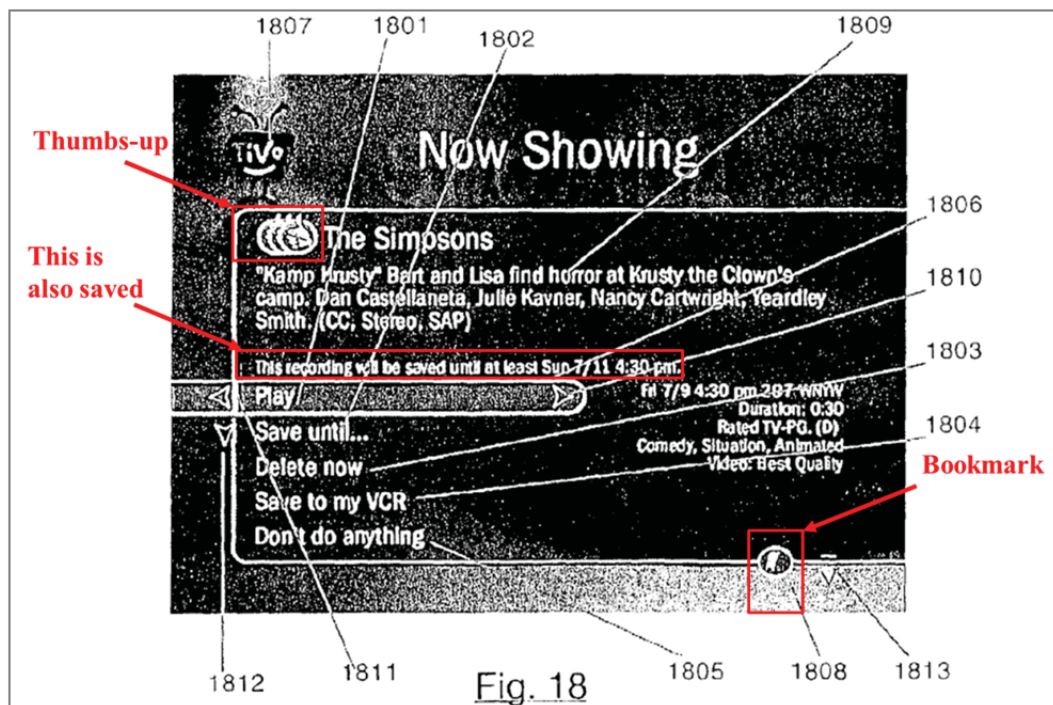 1807 1801 1802 1809
TiVo
Now Showing
Thumbs-up
1806
The Simpsons
This is
also saved
"Kamp Krusty" Bart and Lisa find horror at Krusty the Clown's
camp. Dan Castellaneta, Julie Kavner, Nancy Cartwright, Yeardley
Smith. (CC, Stereo, SAP)
1810
This recording will be saved until at least Sun 7/11 4:30 pm.
1803
Play
Fri 7/9 4:30 pm 287 WNYW
Save until...
Duration: 0:30
1804
Rated TV-PG. (D)
Delete now
Comedy, Situation, Animated
Video: Best Quality
Bookmark
Save to my VCR
Don't do anything
1812 1811 1805 1808 1813
Fig. 18